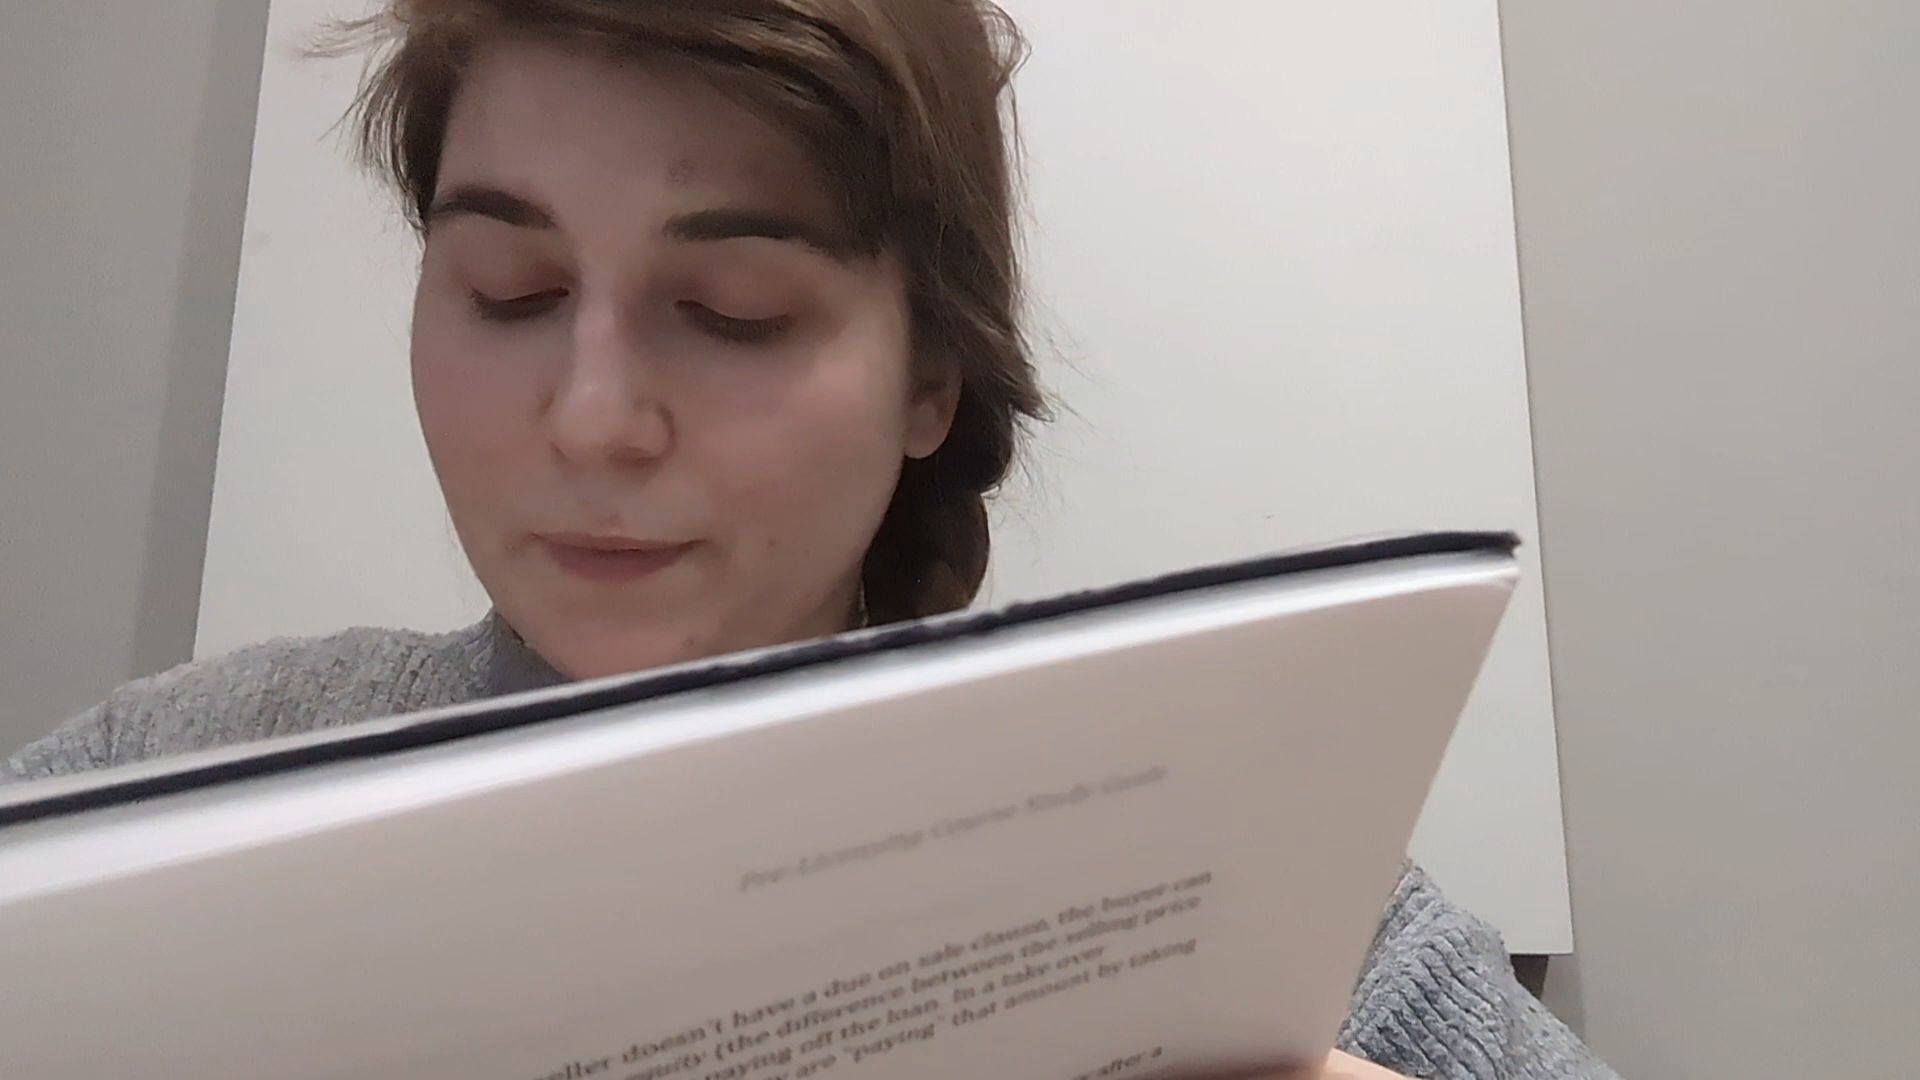 Pre-Licensing Course Study Guide
seller doesn't have a due on sale clause, the buyer can
equity (the difference between the selling price
paying off the loan. In a take over
are "paying" that amount by taking
after a